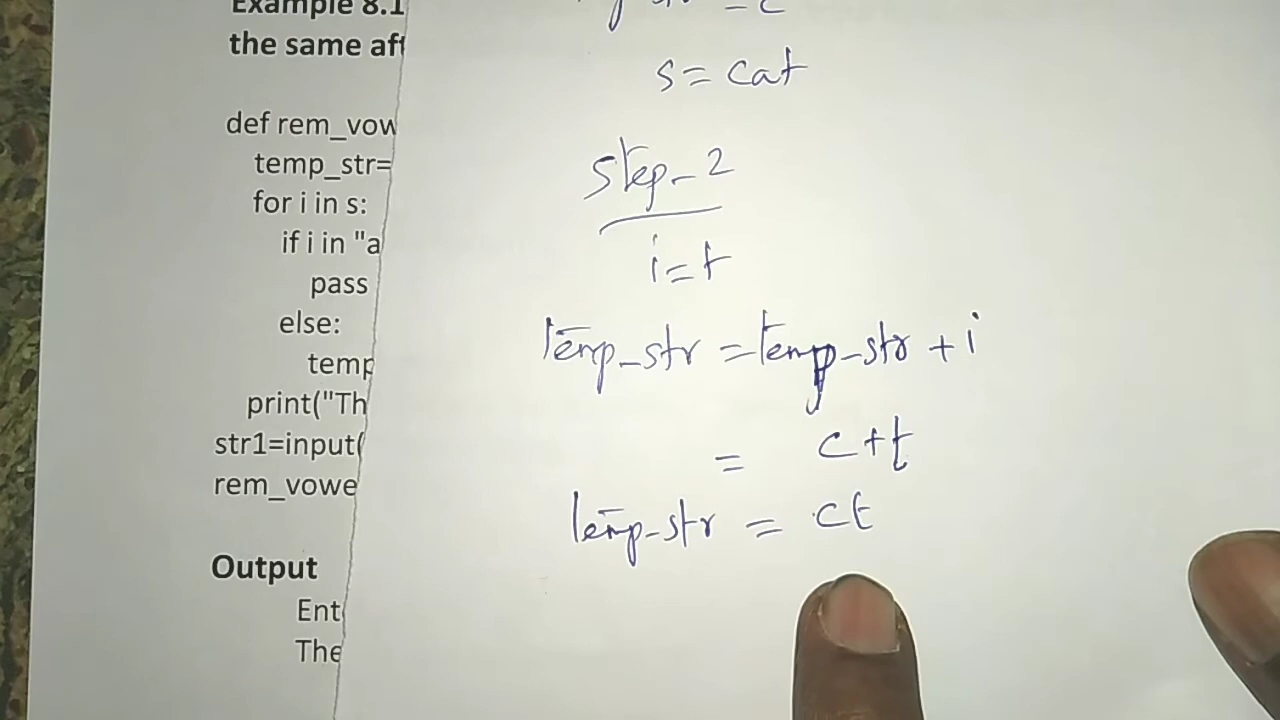 Example 8.1
the same aft
def rem_vow
temp_str=
for i in s:
if i in "a
pass
else:
temp
print("Th
str1=input(
rem_vowe
Output
Ent
The
s = cat
Step-2
i = t
temp_str = temp_str + i
= c+t
temp_str = ct